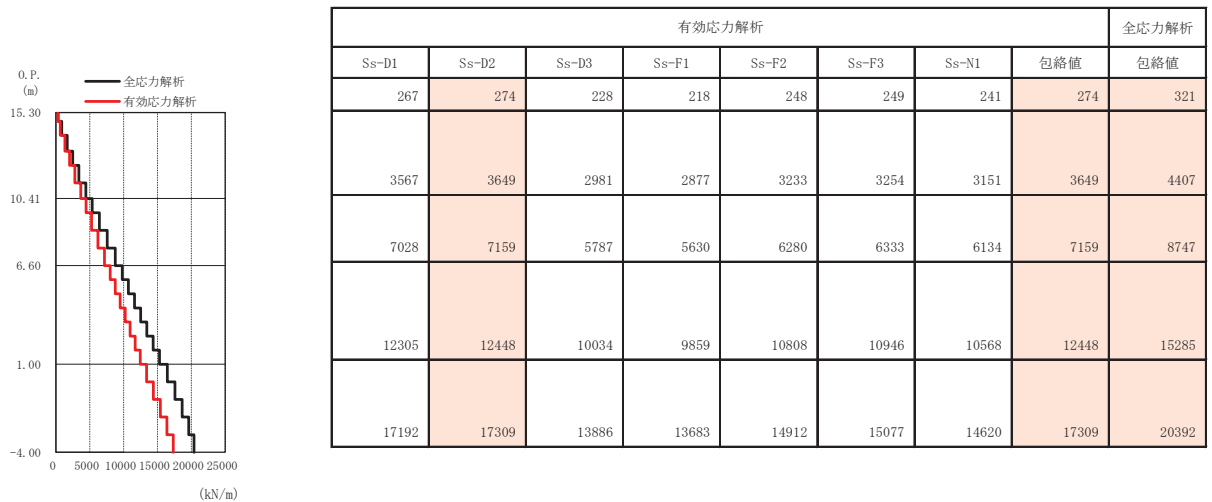 O.P.
(m)
全応力解析
有効応力解析
15.30
10.41
6.60
1.00
-4.00
0 5000 10000 15000 20000 25000
(kN/m)
有効応力解析 全応力解析
Ss-D1 Ss-D2 Ss-D3 Ss-F1 Ss-F2 Ss-F3 Ss-N1 包絡値 包絡値
267 274 228 218 248 249 241 274 321
3567 3649 2981 2877 3233 3254 3151 3649 4407
7028 7159 5787 5630 6280 6333 6134 7159 8747
12305 12448 10034 9859 10808 10946 10568 12448 15285
17192 17309 13886 13683 14912 15077 14620 17309 20392